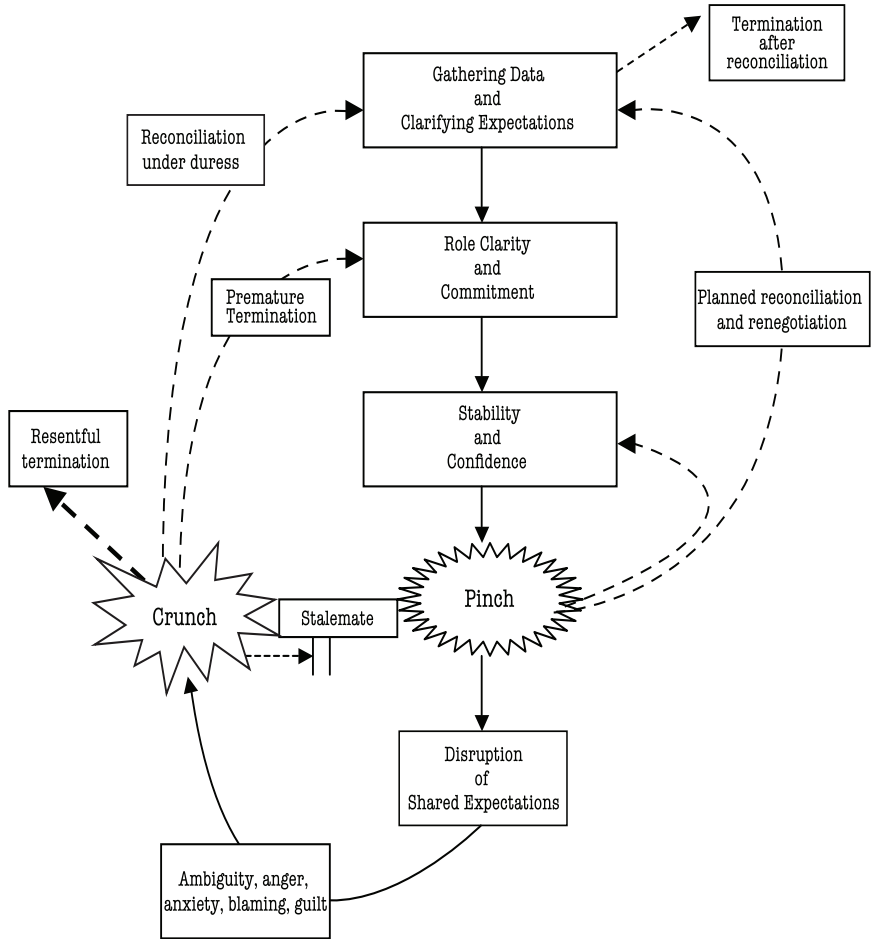 Termination
after
reconciliation
Gathering Data
and
Clarifying Expectations
Reconciliation
under duress
Role Clarity
and
Commitment
Premature
Termination
Planned reconciliation
and renegotiation
Stability
and
Confidence
Resentful
termination
Crunch
Stalemate
Pinch
Disruption
of
Shared Expectations
Ambiguity, anger,
anxiety, blaming, guilt